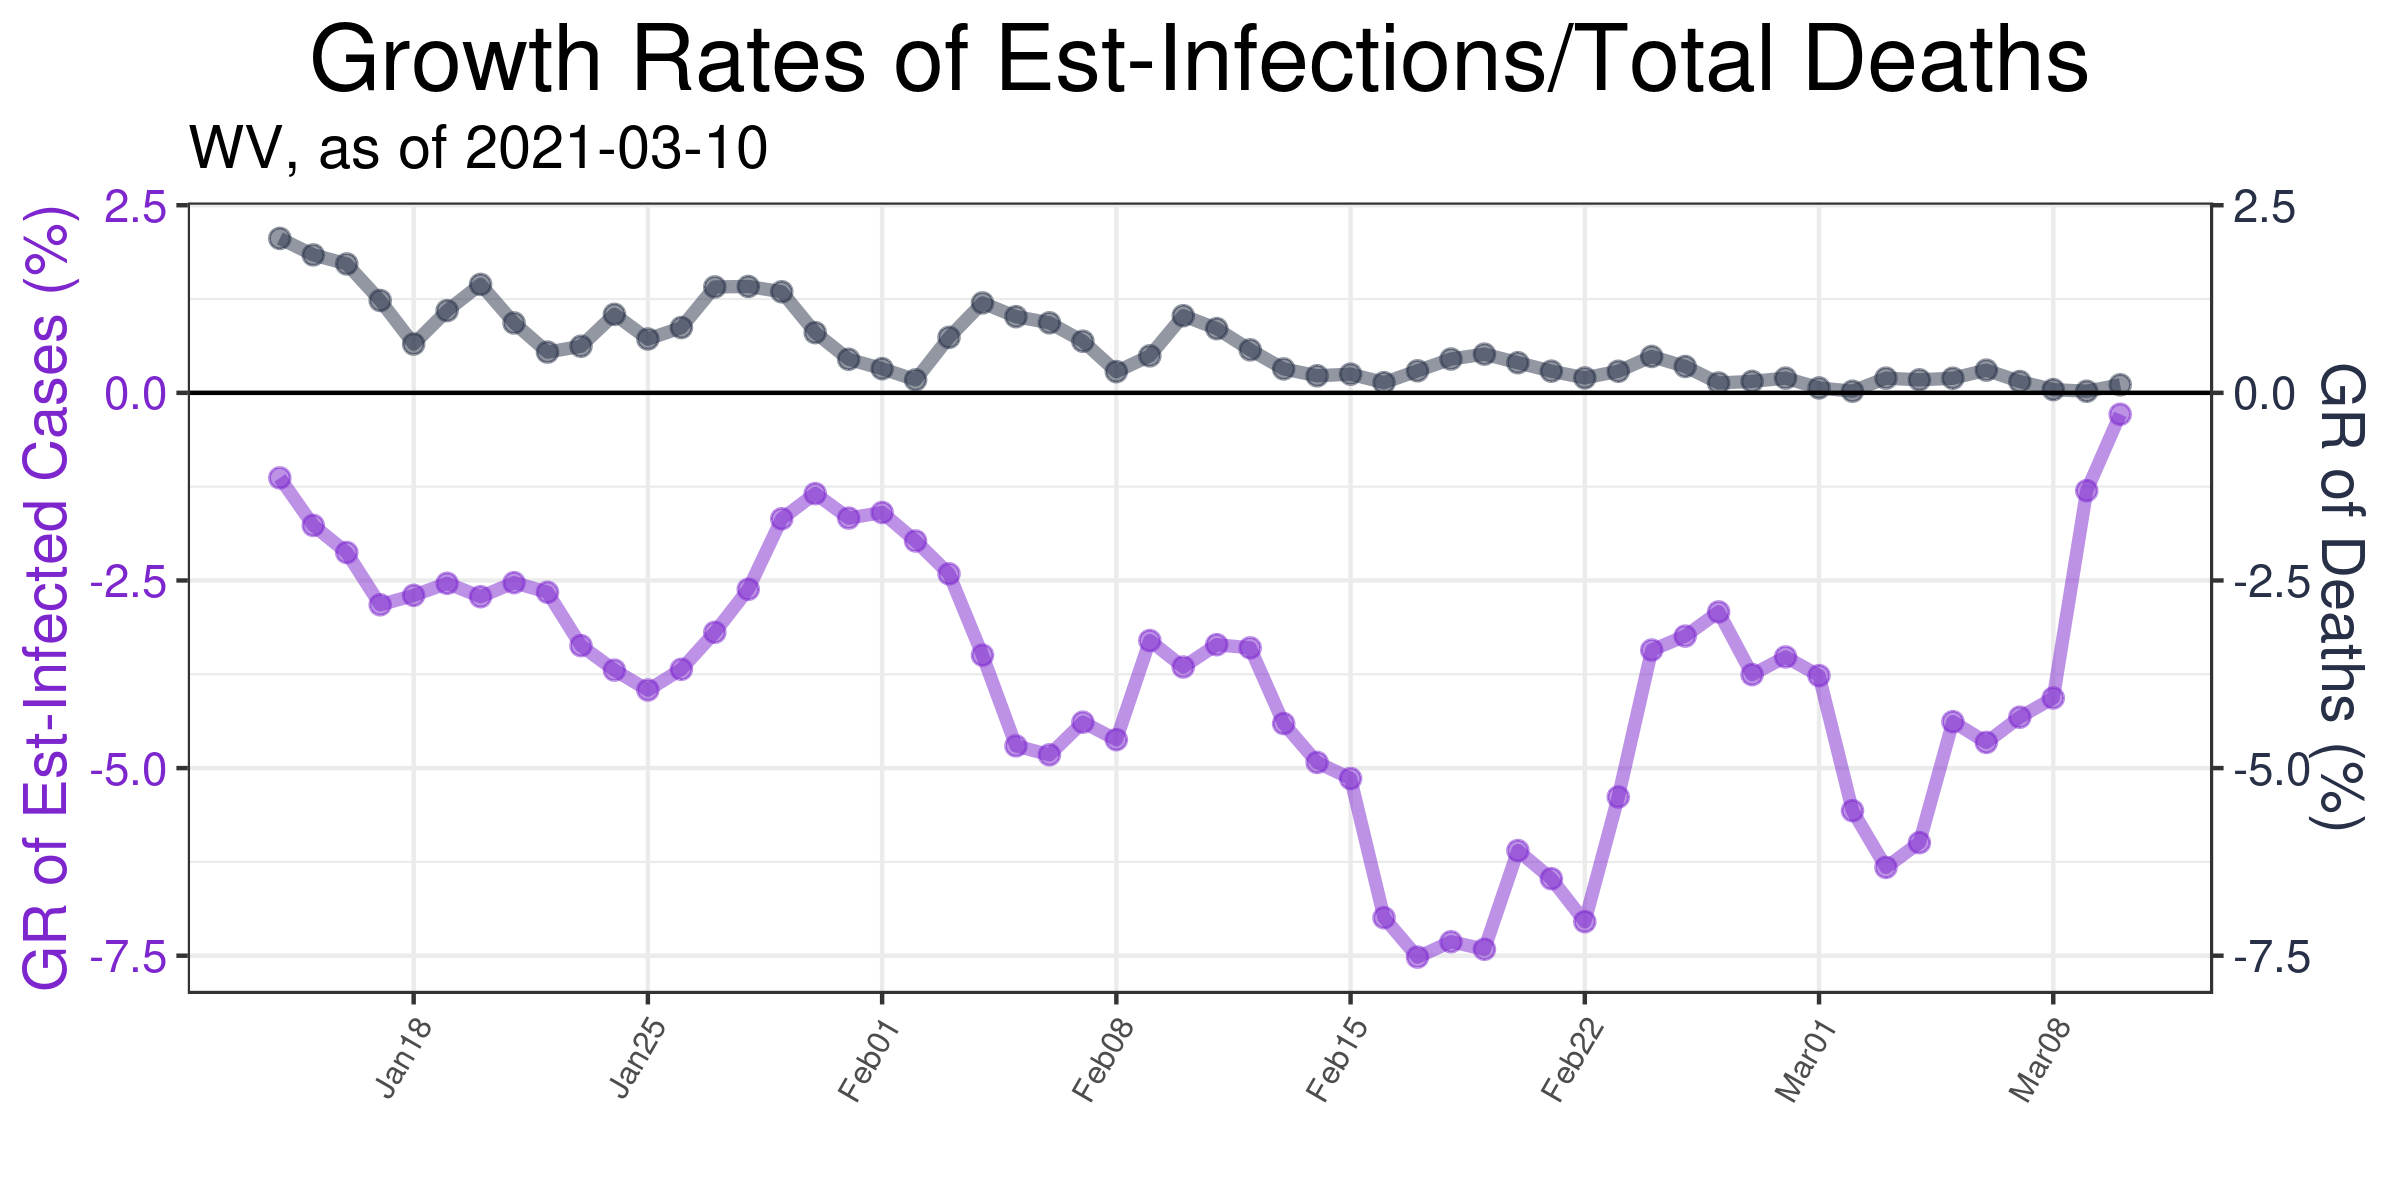 Growth Rates of Est-Infections/Total Deaths
WV, as of 2021-03-10
GR of Est-Infected Cases (%)
2.5
0.0
-2.5
-5.0
-7.5
2.5
0.0
-2.5
-5.0
-7.5
GR of Deaths (%)
Jan18
Jan25
Feb01
Feb08
Feb15
Feb22
Mar01
Mar08